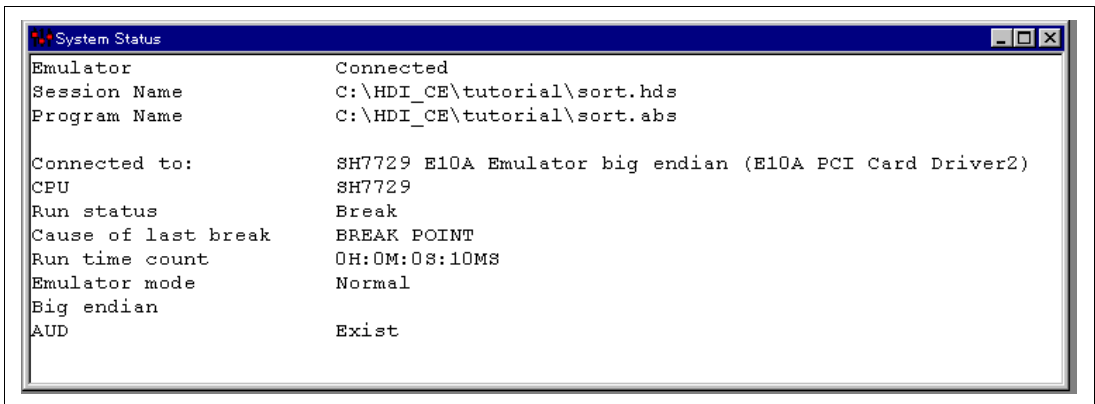 System Status
Emulator Connected
Session Name C:\HDI_CE\tutorial\sort.hds
Program Name C:\HDI_CE\tutorial\sort.abs
Connected to: SH7729 E10A Emulator big endian (E10A PCI Card Driver2)
CPU SH7729
Run status Break
Cause of last break BREAK POINT
Run time count 0H:0M:0S:10MS
Emulator mode Normal
Big endian
AUD Exist